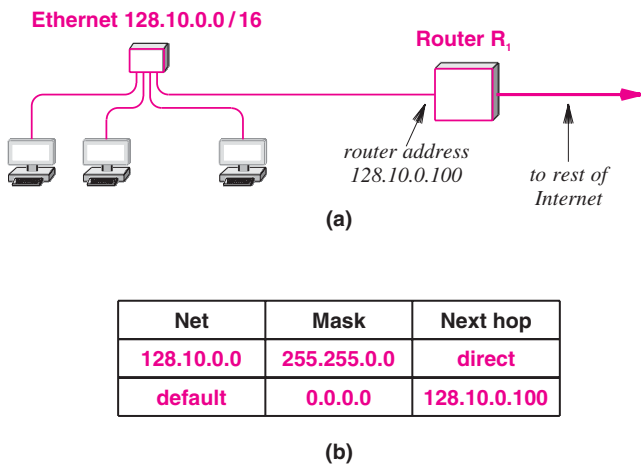 Ethernet 128.10.0.0 / 16
Router R1
router address
128.10.0.100
to rest of
Internet
(a)
Net Mask Next hop
128.10.0.0 255.255.0.0 direct
default 0.0.0.0 128.10.0.100
(b)